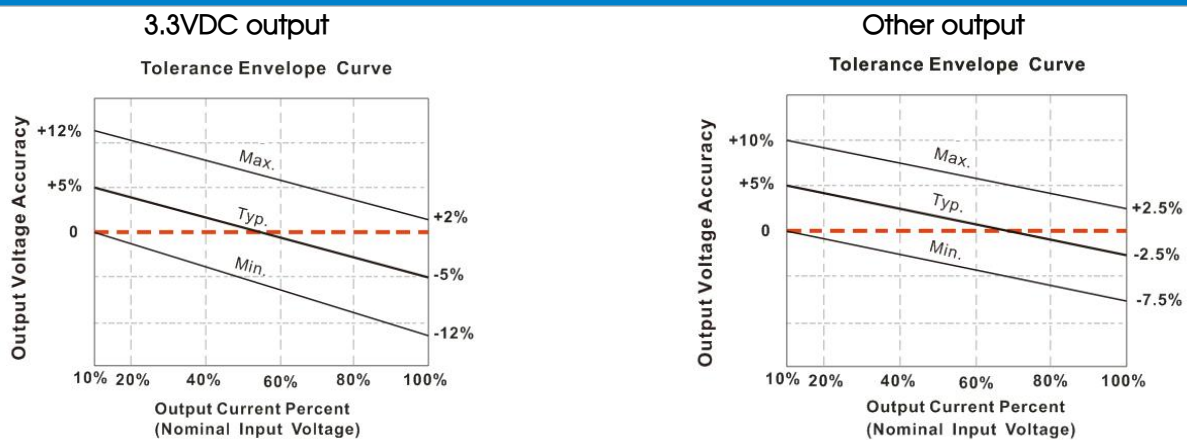 3.3VDC output
Tolerance Envelope Curve
Output Voltage Accuracy
+12%
+5%
0
Max.
Typ.
Min.
+2%
-5%
-12%
10% 20% 40% 60% 80% 100%
Output Current Percent
(Nominal Input Voltage)
Other output
Tolerance Envelope Curve
Output Voltage Accuracy
+10%
+5%
0
Max.
Typ.
Min.
+2.5%
-2.5%
-7.5%
10% 20% 40% 60% 80% 100%
Output Current Percent
(Nominal Input Voltage)